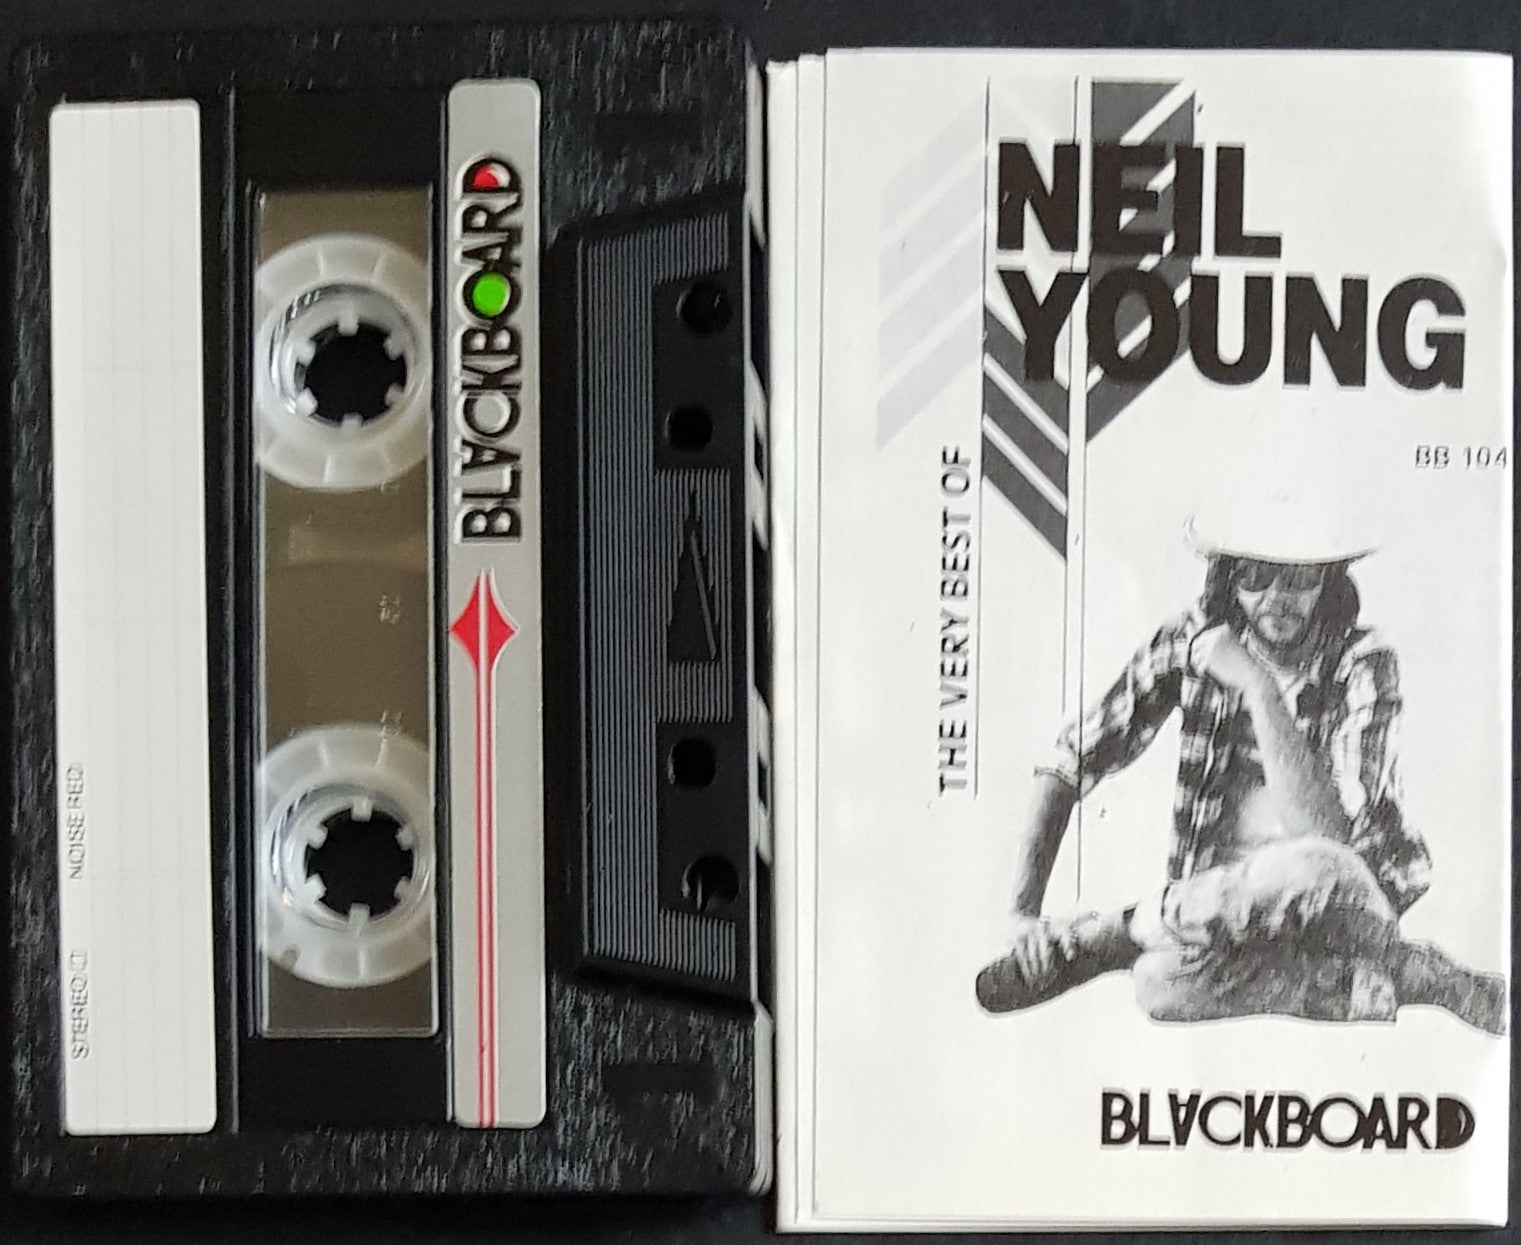 STEREO
NOISE RED
BLACKBOARD
NEIL
YOUNG
BB 104
THE VERY BEST OF
BLACKBOARD